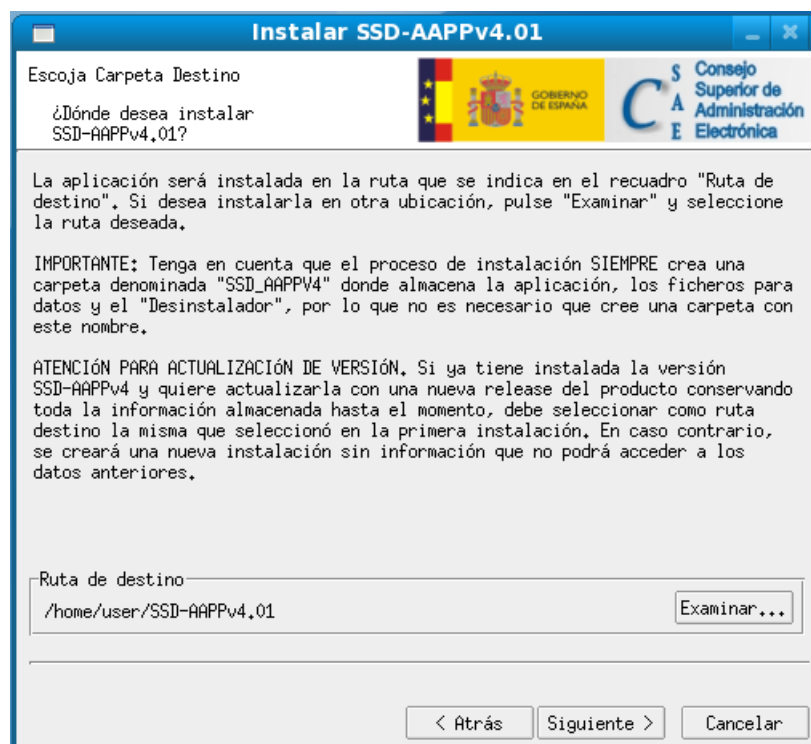 Instalar SSD-AAPPv4.01
Escoja Carpeta Destino
¿Dónde desea instalar
SSD-AAPPv4.01?
GOBIERNO
DE ESPAÑA
C S A E
Consejo
Superior de
Administración
Electrónica
La aplicación será instalada en la ruta que se indica en el recuadro "Ruta de
destino". Si desea instalarla en otra ubicación, pulse "Examinar" y seleccione
la ruta deseada.
IMPORTANTE: Tenga en cuenta que el proceso de instalación SIEMPRE crea una
carpeta denominada "SSD_AAPPV4" donde almacena la aplicación, los ficheros para
datos y el "Desinstalador", por lo que no es necesario que cree una carpeta con
este nombre.
ATENCIÓN PARA ACTUALIZACIÓN DE VERSIÓN. Si ya tiene instalada la versión
SSD-AAPPv4 y quiere actualizarla con una nueva release del producto conservando
toda la información almacenada hasta el momento, debe seleccionar como ruta
destino la misma que seleccionó en la primera instalación. En caso contrario,
se creará una nueva instalación sin información que no podrá acceder a los
datos anteriores.
Ruta de destino
/home/user/SSD-AAPPv4.01
Examinar...
< Atrás
Siguiente >
Cancelar